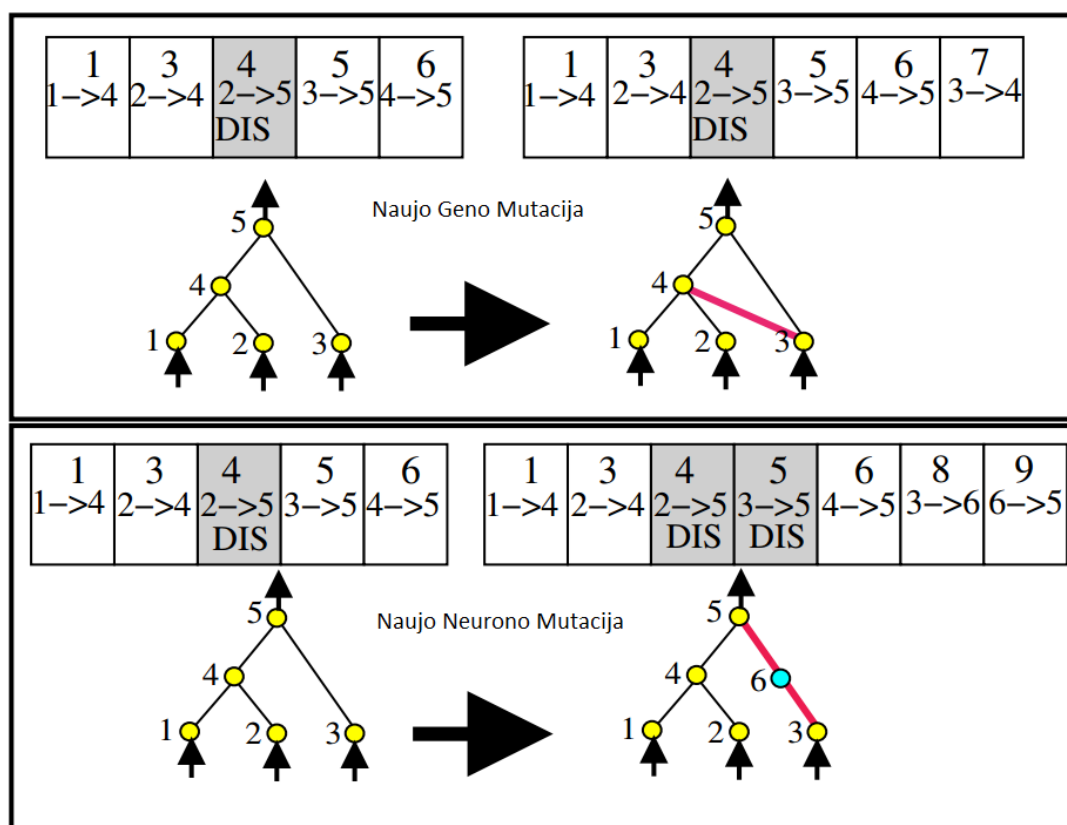 1 3 4 5 6
1->4 2->4 2->5 3->5 4->5
DIS
1 3 4 5 6 7
1->4 2->4 2->5 3->5 4->5 3->4
DIS
Naujo Geno Mutacija
5
4
1 2 3
5
4
1 2 3
1 3 4 5 6
1->4 2->4 2->5 3->5 4->5
DIS
1 3 4 5 6 8 9
1->4 2->4 2->5 3->5 4->5 3->6 6->5
DIS DIS
Naujo Neurono Mutacija
5
4
1 2 3
5
4 6
1 2 3